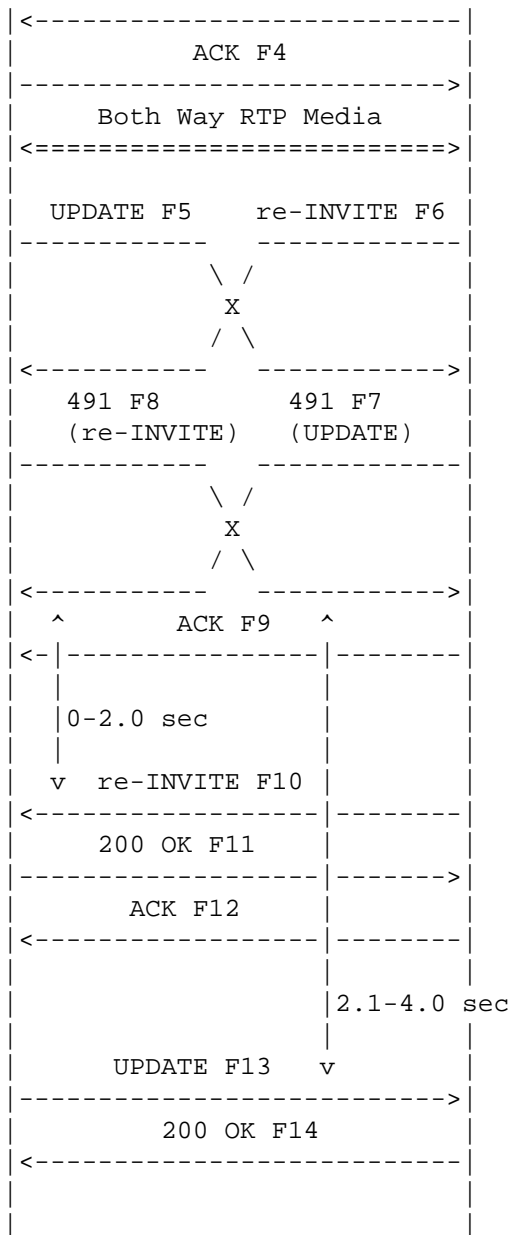 |<---------------------------|
|           ACK F4           |
|--------------------------->|
|     Both Way RTP Media     |
|<==========================>|
|                            |
|  UPDATE F5    re-INVITE F6 |
|------------   -------------|
|            \ /             |
|             X              |
|            / \             |
|<-----------   ------------>|
|   491 F8        491 F7     |
|   (re-INVITE)   (UPDATE)   |
|------------   -------------|
|            \ /             |
|             X              |
|            / \             |
|<-----------   ------------>|
|  ^       ACK F9   ^        |
|<-|----------------|--------|
|  |                |        |
|  |0-2.0 sec       |        |
|  |                |        |
|  v  re-INVITE F10 |        |
|<------------------|--------|
|     200 OK F11    |        |
|-------------------|------->|
|       ACK F12     |        |
|<------------------|--------|
|                   |        |
|                   |2.1-4.0 sec
|                   |        |
|      UPDATE F13   v        |
|--------------------------->|
|         200 OK F14         |
|<---------------------------|
|                            |
|                            |